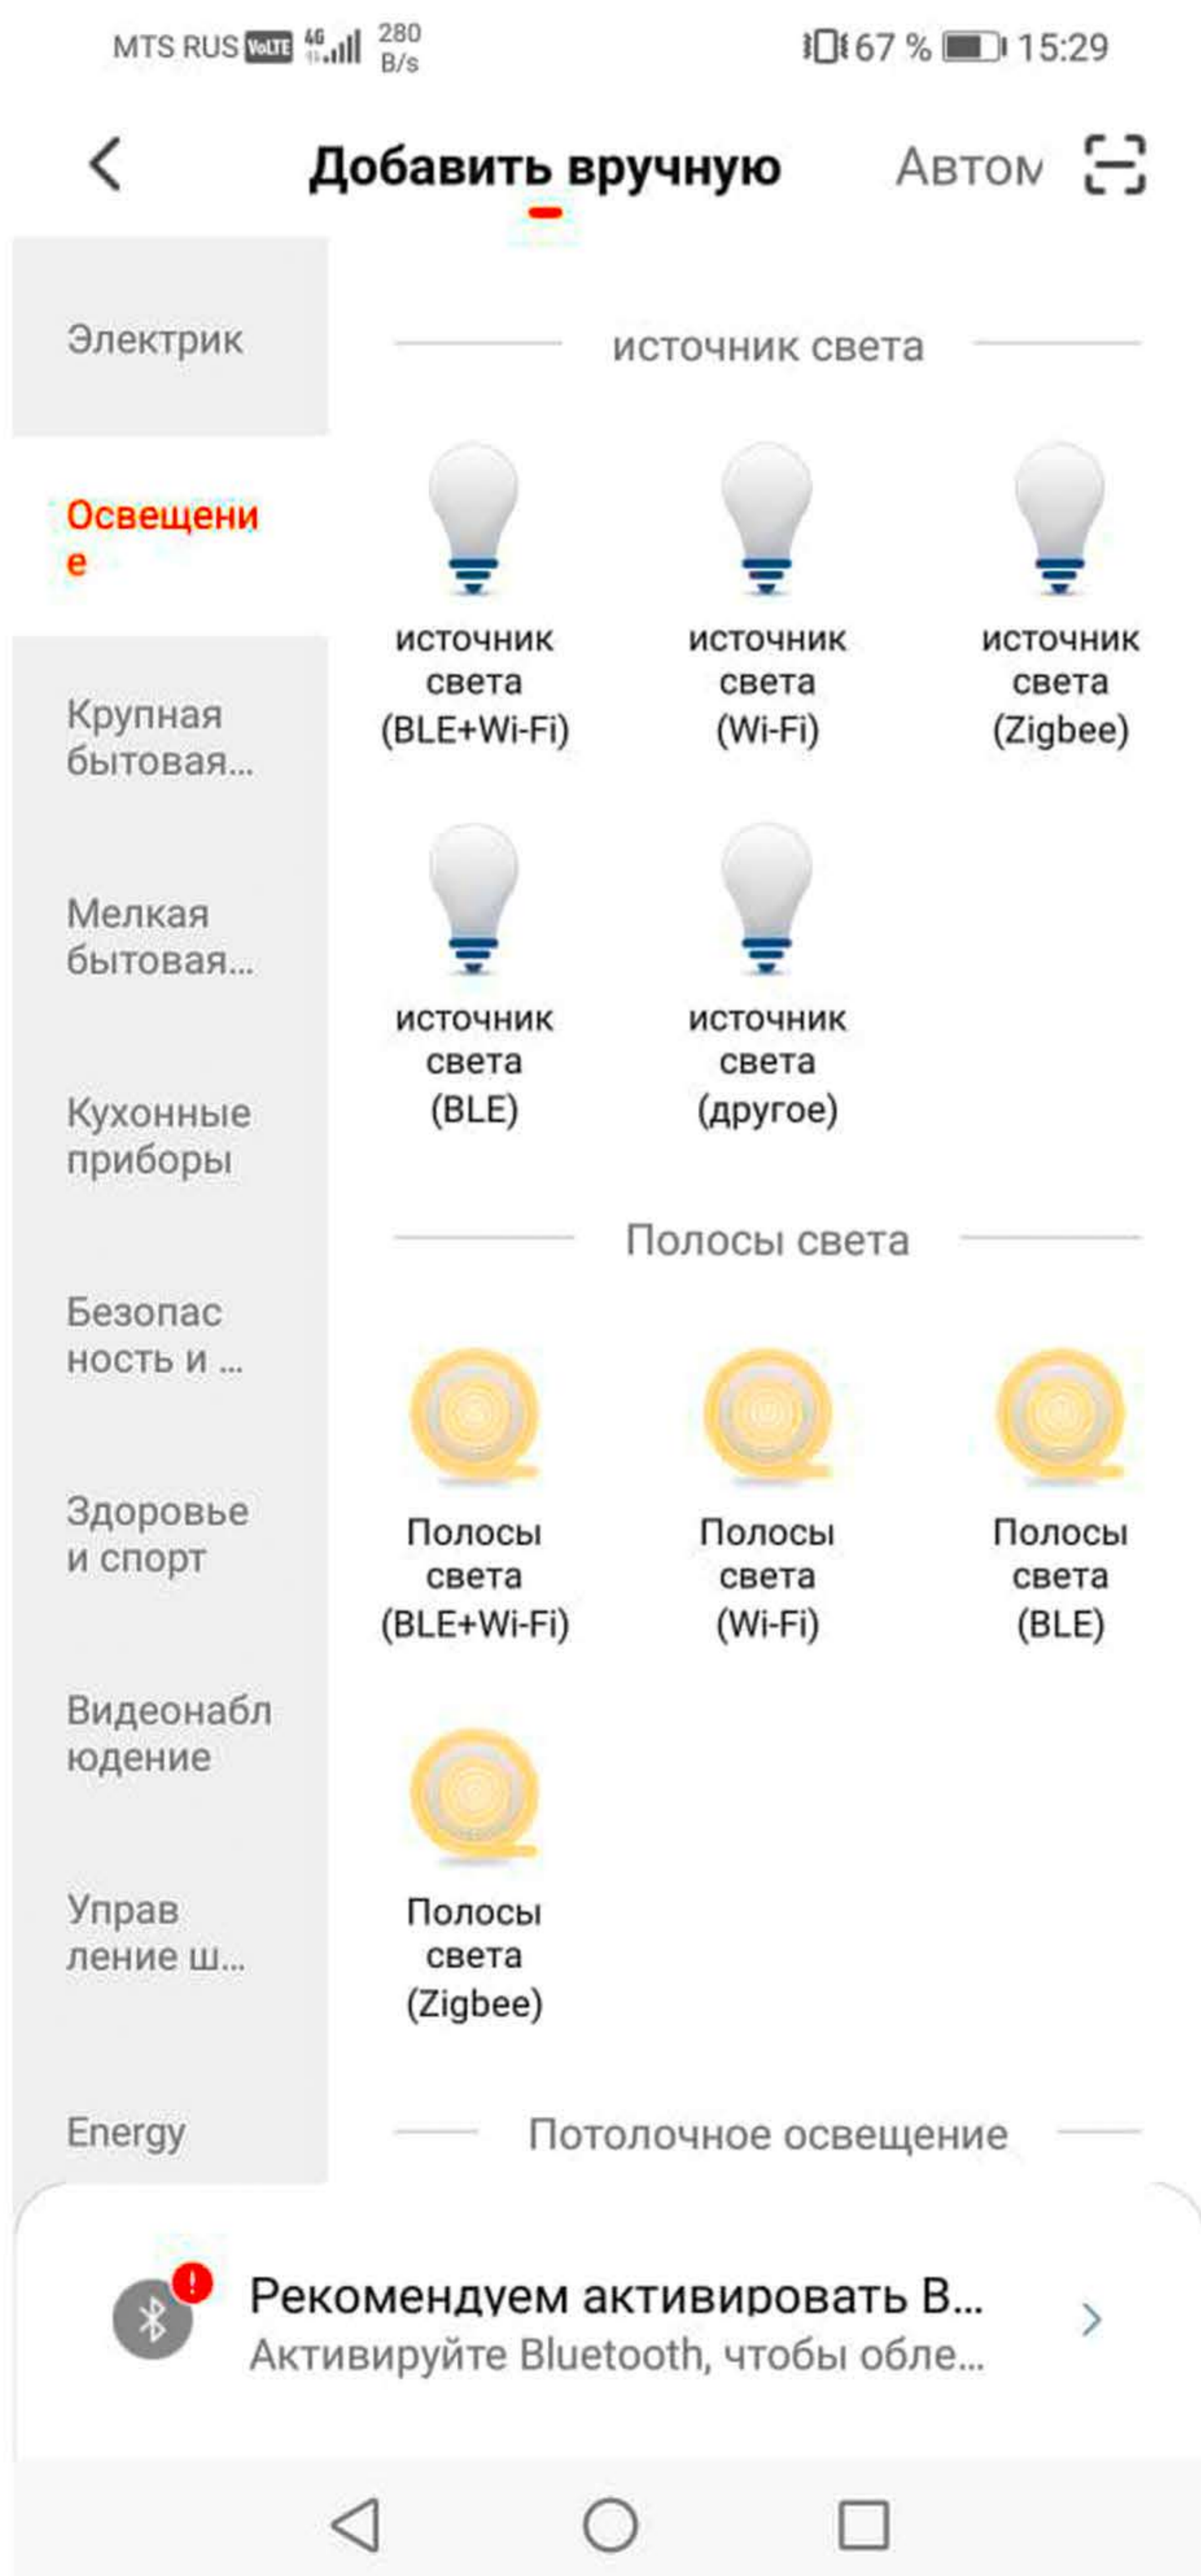 MTS RUS VoLTE 4G 280 B/s 67 % 15:29
Добавить вручную Автом
Электрик
Освещени
е
Крупная
бытовая...
Мелкая
бытовая...
Кухонные
приборы
Безопас
ность и ...
Здоровье
и спорт
Видеонабл
юдение
Управ
ление ш...
Energy
источник света
источник
света
(BLE+Wi-Fi)
источник
света
(Wi-Fi)
источник
света
(Zigbee)
источник
света
(BLE)
источник
света
(другое)
Полосы света
Полосы
света
(BLE+Wi-Fi)
Полосы
света
(Wi-Fi)
Полосы
света
(BLE)
Полосы
света
(Zigbee)
Потолочное освещение
Рекомендуем активировать B...
Активируйте Bluetooth, чтобы обле...